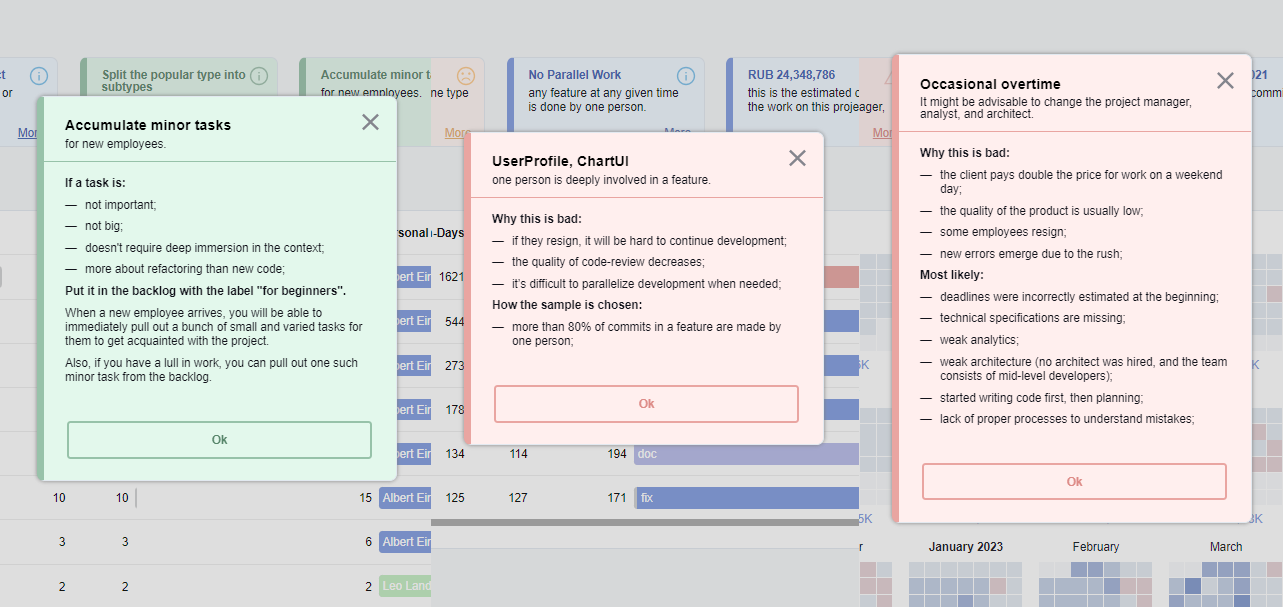 ct
or
Mor
Split the popular type into
subtypes
Accumulate minor t
for new employees.
ne type
More
No Parallel Work
any feature at any given time
is done by one person.
More
RUB 24,348,786
this is the estimated c
the work on this proje
ager,
Mor
021
commi
Accumulate minor tasks
for new employees.
If a task is:
— not important;
— not big;
— doesn't require deep immersion in the context;
— more about refactoring than new code;
Put it in the backlog with the label "for beginners".
When a new employee arrives, you will be able to
immediately pull out a bunch of small and varied tasks for
them to get acquainted with the project.
Also, if you have a lull in work, you can pull out one such
minor task from the backlog.
Ok
UserProfile, ChartUI
one person is deeply involved in a feature.
Why this is bad:
— if they resign, it will be hard to continue development;
— the quality of code-review decreases;
— it's difficult to parallelize development when needed;
How the sample is chosen:
— more than 80% of commits in a feature are made by
one person;
Ok
Occasional overtime
It might be advisable to change the project manager,
analyst, and architect.
Why this is bad:
— the client pays double the price for work on a weekend
day;
— the quality of the product is usually low;
— some employees resign;
— new errors emerge due to the rush;
Most likely:
— deadlines were incorrectly estimated at the beginning;
— technical specifications are missing;
— weak analytics;
— weak architecture (no architect was hired, and the team
consists of mid-level developers);
— started writing code first, then planning;
— lack of proper processes to understand mistakes;
Ok
rsonal
-Days
bert Ein
1621
bert Ein
544
bert Ein
273
bert Ein
178
bert Ein
134 114 194 doc
10 10 15 Albert Ein
125 127 171 fix
3 3 6 Albert Ein
2 2 2 Leo Land
K
K
5K
3K
r
January 2023
February
March